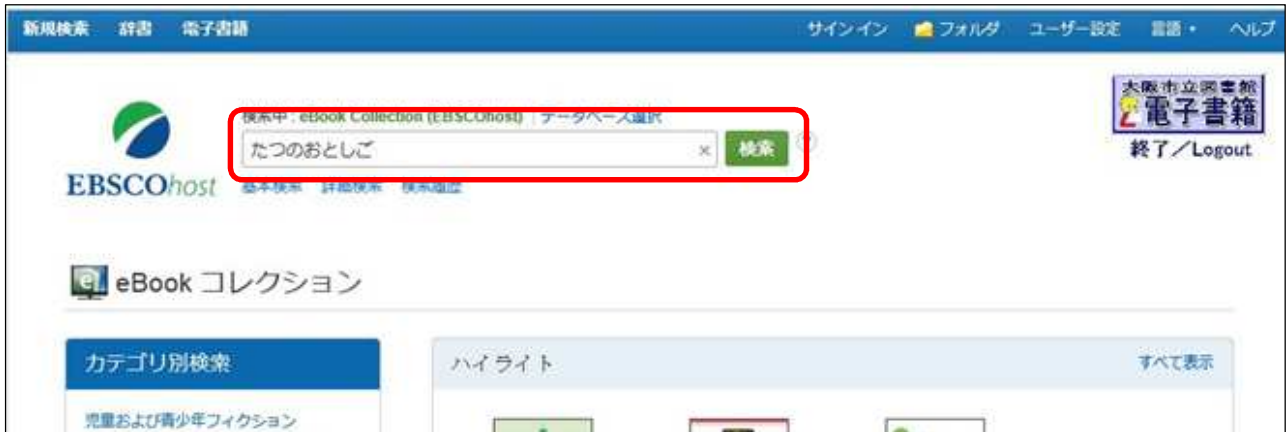 新規検索 辞書 電子書籍 サインイン フォルダ ユーザー設定 言語 ヘルプ
検索中: eBook Collection (EBSCOhost) データベース選択
たつのおとしご × 検索
EBSCOhost
基本検索 詳細検索 検索履歴
大阪市立図書館
電子書籍
終了/Logout
eBook コレクション
カテゴリ別検索
児童および青少年フィクション
ハイライト すべて表示